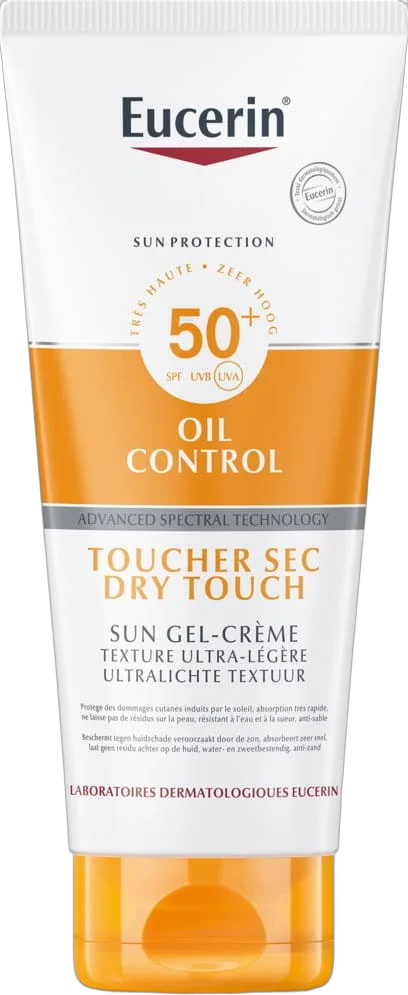 Eucerin®
Eucerin
SUN PROTECTION
TRÈS HAUTE • ZEER HOOG
50+
SPF UVB UVA
OIL
CONTROL
ADVANCED SPECTRAL TECHNOLOGY
TOUCHER SEC
DRY TOUCH
SUN GEL-CRÈME
TEXTURE ULTRA-LÉGÈRE
ULTRALICHTE TEXTUUR
Protège des dommages cutanés induits par le soleil, absorption très rapide,
ne laisse pas de résidus sur la peau, résistant à l'eau et à la sueur, anti-sable
Beschermt tegen huidschade veroorzaakt door de zon, absorbeert zeer snel,
laat geen residu achter op de huid, water- en zweetbestendig, anti-zand
LABORATOIRES DERMATOLOGIQUES EUCERIN